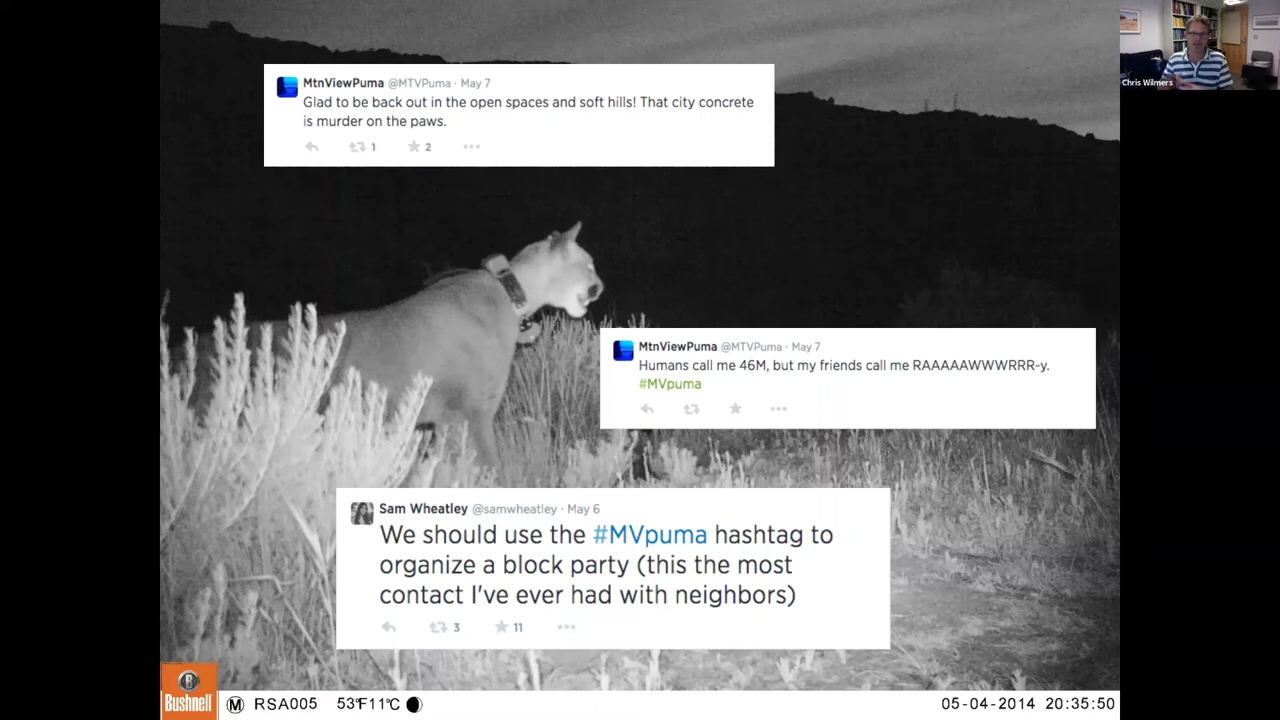 MtnViewPuma @MTVPuma · May 7
Glad to be back out in the open spaces and soft hills! That city concrete
is murder on the paws.
1 2
Chris Wilmers
MtnViewPuma @MTVPuma · May 7
Humans call me 46M, but my friends call me RAAAAAWWWRRR-y.
#MVpuma
Sam Wheatley @samwheatley · May 6
We should use the #MVpuma hashtag to
organize a block party (this the most
contact I've ever had with neighbors)
3 11
B
Bushnell M RSA005 53°F11°C 05-04-2014 20:35:50